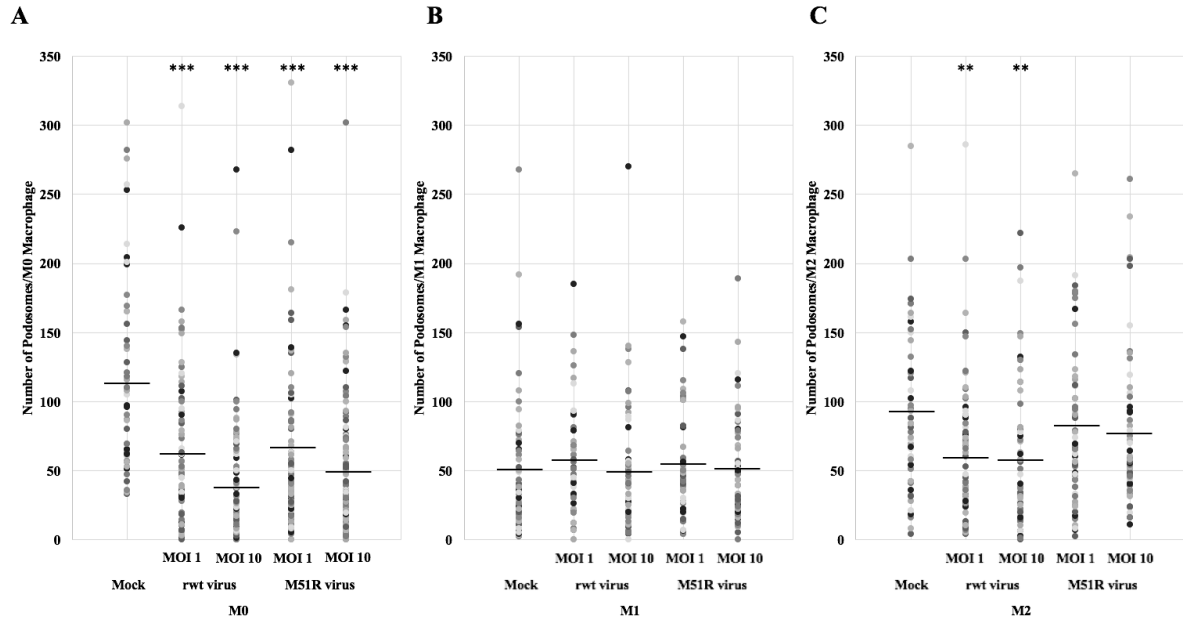 A
B
C
Number of Podosomes/M0 Macrophage
350
300
250
200
150
100
50
0
*** *** *** ***
MOI 1 MOI 10 MOI 1 MOI 10
Mock rwt virus M51R virus
M0
Number of Podosomes/M1 Macrophage
350
300
250
200
150
100
50
0
MOI 1 MOI 10 MOI 1 MOI 10
Mock rwt virus M51R virus
M1
Number of Podosomes/M2 Macrophage
350
300
250
200
150
100
50
0
** **
MOI 1 MOI 10 MOI 1 MOI 10
Mock rwt virus M51R virus
M2